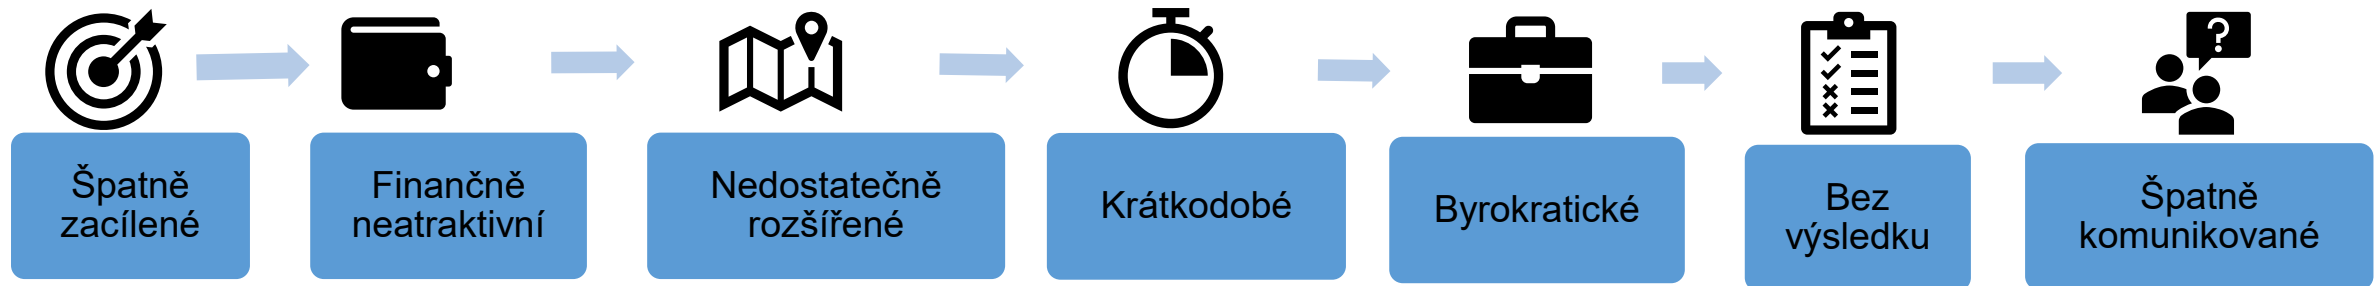 Špatně
zacílené
Finančně
neatraktivní
Nedostatečně
rozšířené
Krátkodobé
Byrokratické
Bez
výsledku
?
Špatně
komunikované